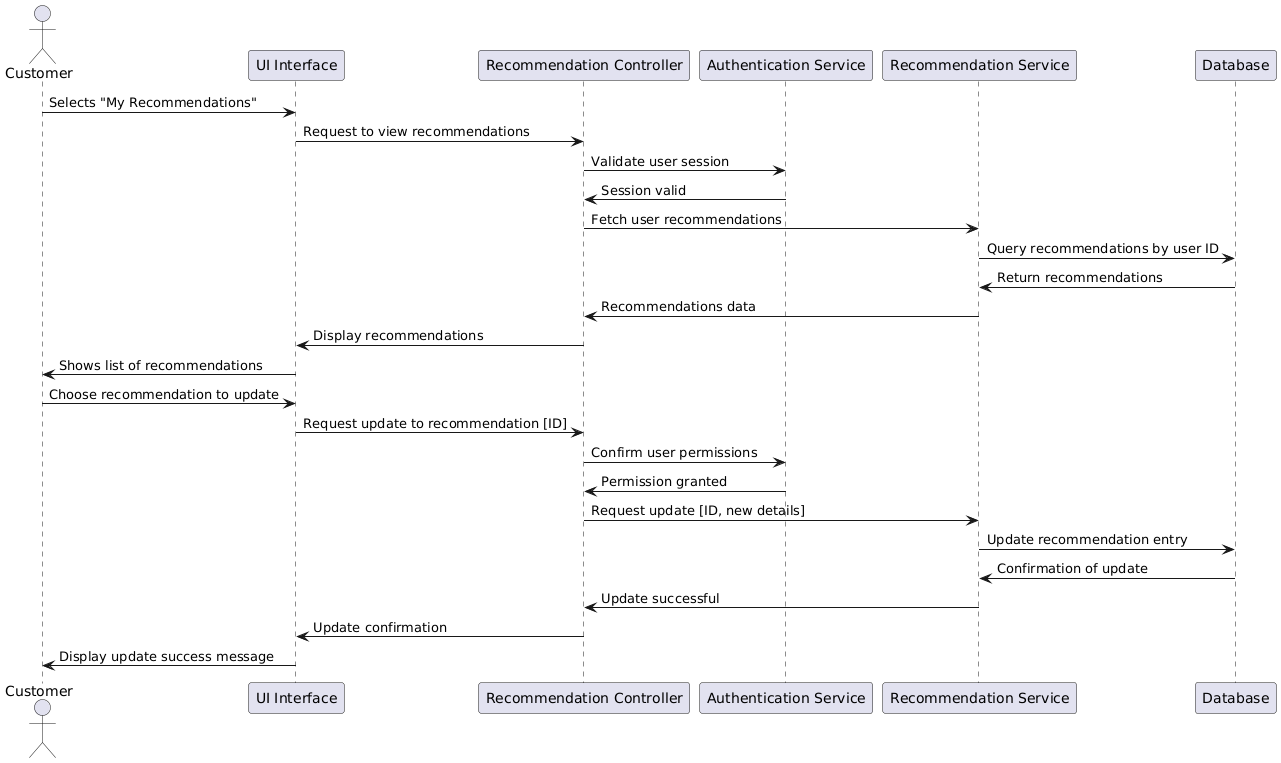 Customer
UI Interface
Recommendation Controller
Authentication Service
Recommendation Service
Database
Selects "My Recommendations"
Request to view recommendations
Validate user session
Session valid
Fetch user recommendations
Query recommendations by user ID
Return recommendations
Recommendations data
Display recommendations
Shows list of recommendations
Choose recommendation to update
Request update to recommendation [ID]
Confirm user permissions
Permission granted
Request update [ID, new details]
Update recommendation entry
Confirmation of update
Update successful
Update confirmation
Display update success message
Customer
UI Interface
Recommendation Controller
Authentication Service
Recommendation Service
Database